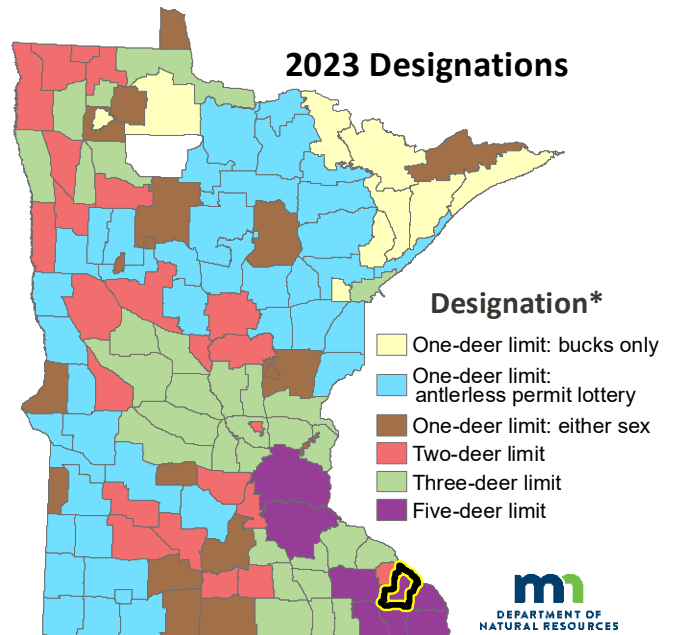 2023 Designations
Designation*
One-deer limit: bucks only
One-deer limit:
antlerless permit lottery
One-deer limit: either sex
Two-deer limit
Three-deer limit
Five-deer limit
mn
DEPARTMENT OF
NATURAL RESOURCES